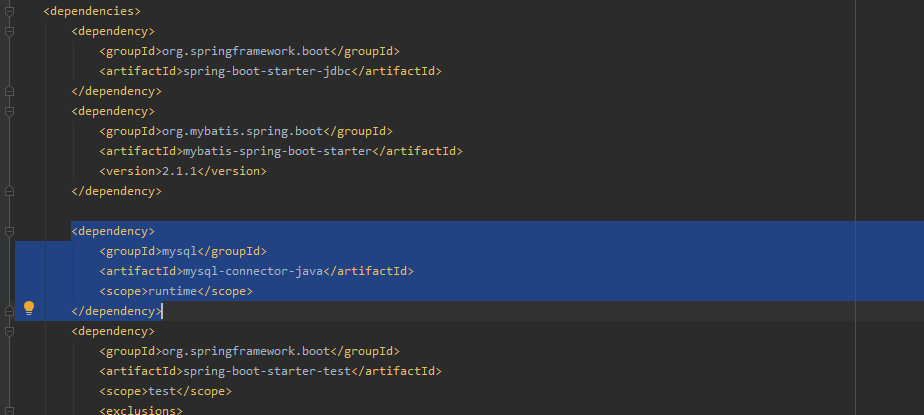 <dependencies>
<dependency>
<groupId>org.springframework.boot</groupId>
<artifactId>spring-boot-starter-jdbc</artifactId>
</dependency>
<dependency>
<groupId>org.mybatis.spring.boot</groupId>
<artifactId>mybatis-spring-boot-starter</artifactId>
<version>2.1.1</version>
</dependency>
<dependency>
<groupId>mysql</groupId>
<artifactId>mysql-connector-java</artifactId>
<scope>runtime</scope>
</dependency>
<dependency>
<groupId>org.springframework.boot</groupId>
<artifactId>spring-boot-starter-test</artifactId>
<scope>test</scope>
<exclusions>